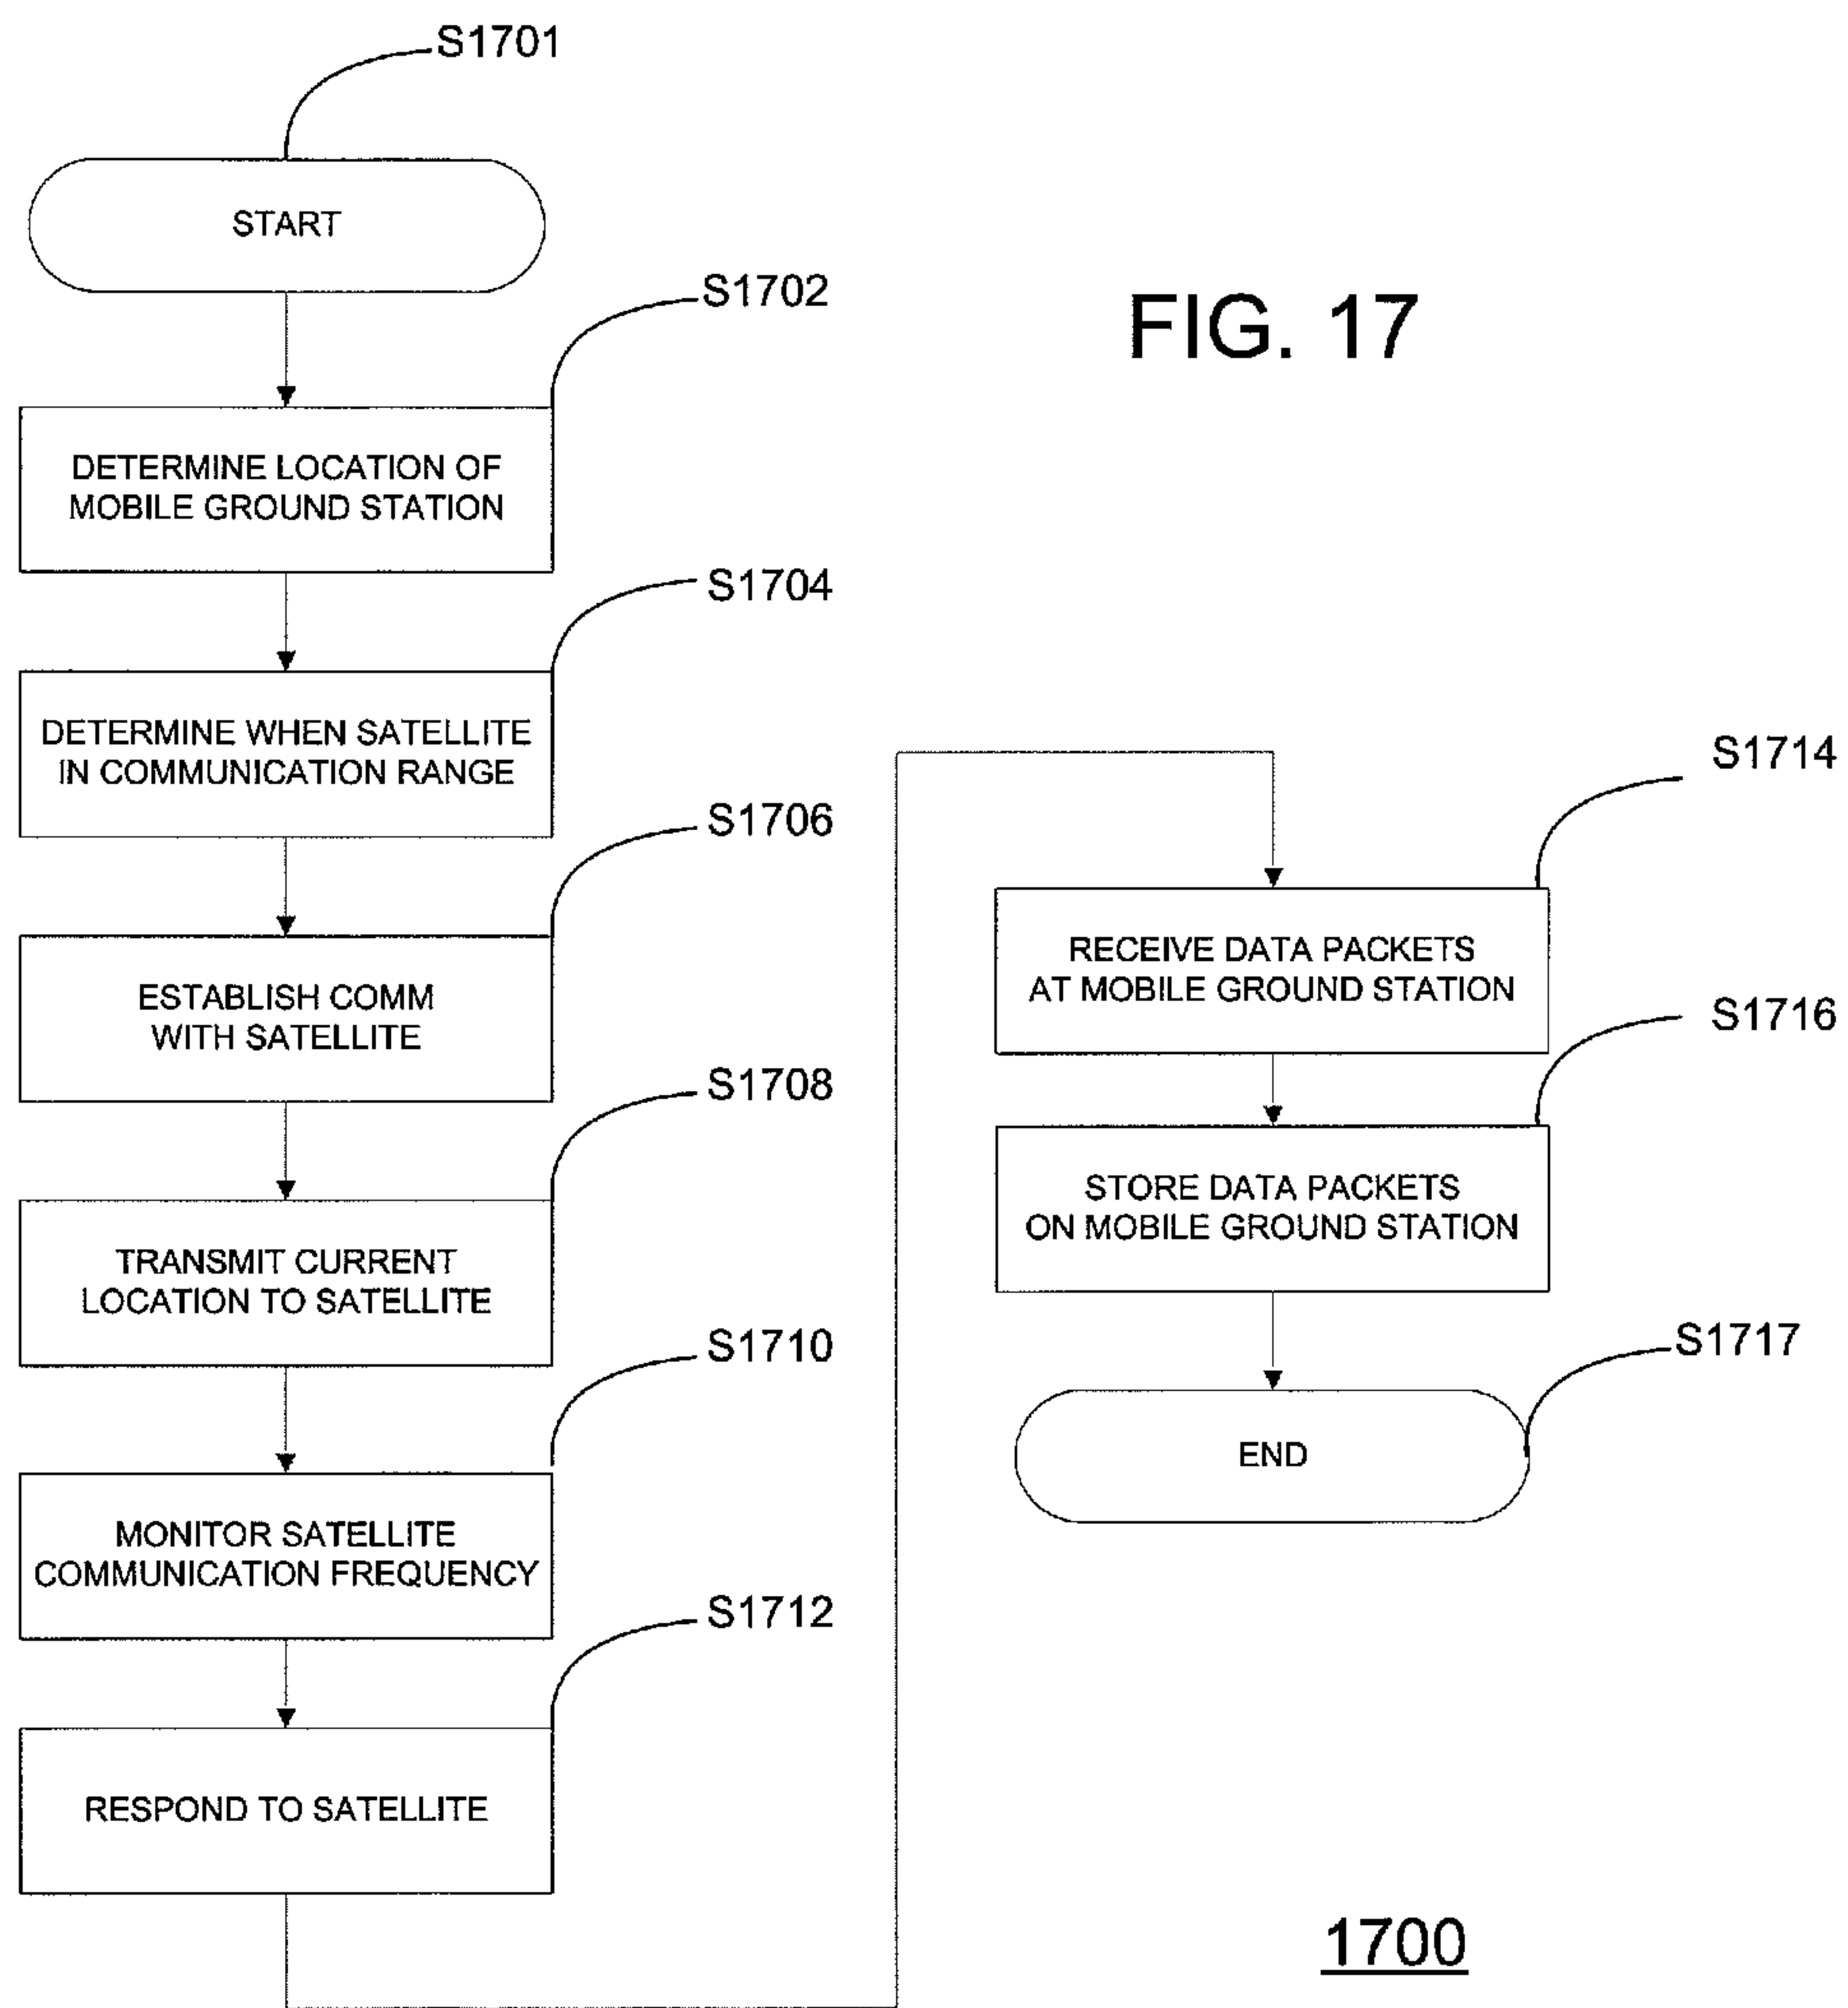 S1701
START
S1702
FIG. 17
DETERMINE LOCATION OF
MOBILE GROUND STATION
S1704
DETERMINE WHEN SATELLITE
IN COMMUNICATION RANGE
S1706
ESTABLISH COMM
WITH SATELLITE
S1708
TRANSMIT CURRENT
LOCATION TO SATELLITE
S1710
MONITOR SATELLITE
COMMUNICATION FREQUENCY
S1712
RESPOND TO SATELLITE
S1714
RECEIVE DATA PACKETS
AT MOBILE GROUND STATION
S1716
STORE DATA PACKETS
ON MOBILE GROUND STATION
S1717
END
1700